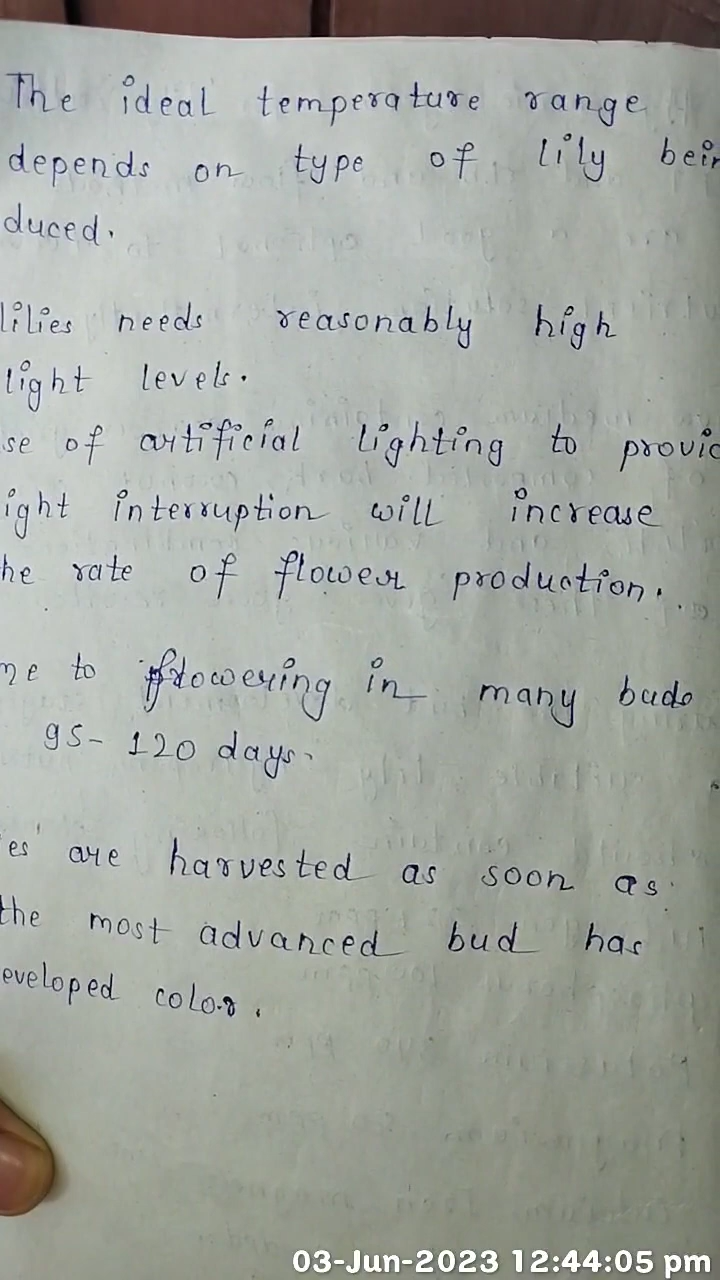 The ideal temperature range
depends on type of lily bein
duced.
lilies needs reasonably high
light levels.
se of artificial lighting to provid
ight interruption will increase
he rate of flower production.
me to flowering in many buds
95- 120 days.
es are harvested as soon as
the most advanced bud has
eveloped color.
03-Jun-2023 12:44:05 pm